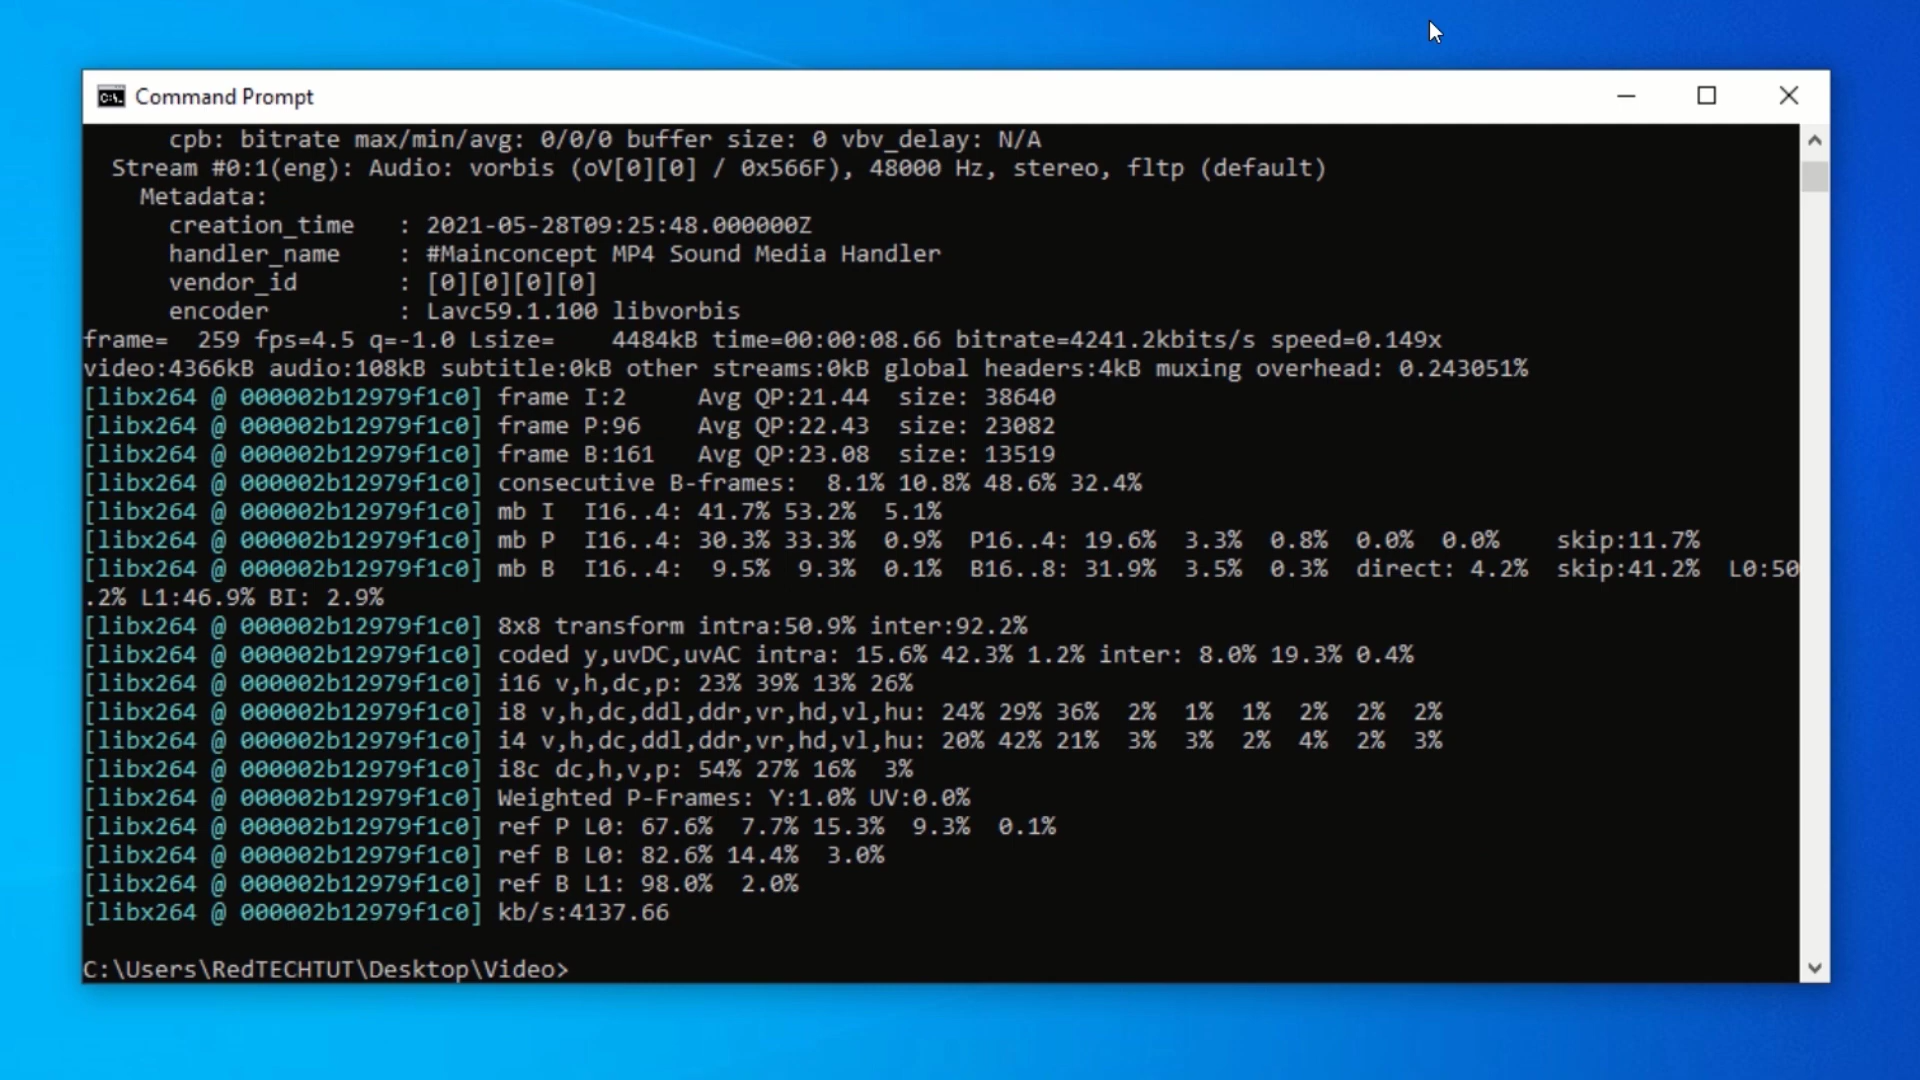 Command Prompt
cpb: bitrate max/min/avg: 0/0/0 buffer size: 0 vbv_delay: N/A
Stream #0:1(eng): Audio: vorbis (oV[0][0] / 0x566F), 48000 Hz, stereo, fltp (default)
Metadata:
creation_time   : 2021-05-28T09:25:48.000000Z
handler_name    : #Mainconcept MP4 Sound Media Handler
vendor_id       : [0][0][0][0]
encoder         : Lavc59.1.100 libvorbis
frame=  259 fps=4.5 q=-1.0 Lsize=    4484kB time=00:00:08.66 bitrate=4241.2kbits/s speed=0.149x
video:4366kB audio:108kB subtitle:0kB other streams:0kB global headers:4kB muxing overhead: 0.243051%
[libx264 @ 000002b12979f1c0] frame I:2     Avg QP:21.44  size: 38640
[libx264 @ 000002b12979f1c0] frame P:96    Avg QP:22.43  size: 23082
[libx264 @ 000002b12979f1c0] frame B:161   Avg QP:23.08  size: 13519
[libx264 @ 000002b12979f1c0] consecutive B-frames:  8.1% 10.8% 48.6% 32.4%
[libx264 @ 000002b12979f1c0] mb I  I16..4: 41.7% 53.2%  5.1%
[libx264 @ 000002b12979f1c0] mb P  I16..4: 30.3% 33.3%  0.9%  P16..4: 19.6%  3.3%  0.8%  0.0%  0.0%    skip:11.7%
[libx264 @ 000002b12979f1c0] mb B  I16..4:  9.5%  9.3%  0.1%  B16..8: 31.9%  3.5%  0.3%  direct: 4.2%  skip:41.2%  L0:50
.2% L1:46.9% BI: 2.9%
[libx264 @ 000002b12979f1c0] 8x8 transform intra:50.9% inter:92.2%
[libx264 @ 000002b12979f1c0] coded y,uvDC,uvAC intra: 15.6% 42.3% 1.2% inter: 8.0% 19.3% 0.4%
[libx264 @ 000002b12979f1c0] i16 v,h,dc,p: 23% 39% 13% 26%
[libx264 @ 000002b12979f1c0] i8 v,h,dc,ddl,ddr,vr,hd,vl,hu: 24% 29% 36%  2%  1%  1%  2%  2%  2%
[libx264 @ 000002b12979f1c0] i4 v,h,dc,ddl,ddr,vr,hd,vl,hu: 20% 42% 21%  3%  3%  2%  4%  2%  3%
[libx264 @ 000002b12979f1c0] i8c dc,h,v,p: 54% 27% 16%  3%
[libx264 @ 000002b12979f1c0] Weighted P-Frames: Y:1.0% UV:0.0%
[libx264 @ 000002b12979f1c0] ref P L0: 67.6%  7.7% 15.3%  9.3%  0.1%
[libx264 @ 000002b12979f1c0] ref B L0: 82.6% 14.4%  3.0%
[libx264 @ 000002b12979f1c0] ref B L1: 98.0%  2.0%
[libx264 @ 000002b12979f1c0] kb/s:4137.66
C:\Users\RedTECHTUT\Desktop\Video>